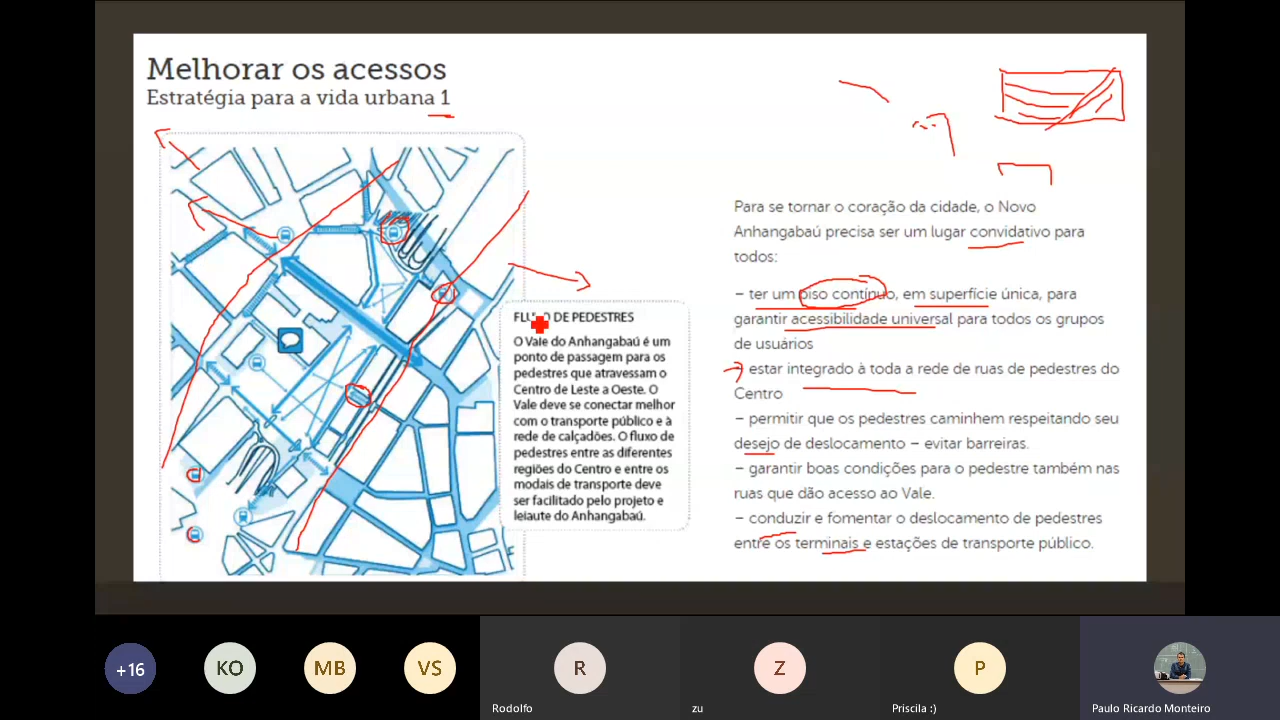 Melhorar os acessos
Estratégia para a vida urbana 1
FLUXO DE PEDESTRES
O Vale do Anhangabaú é um
ponto de passagem para os
pedestres que atravessam o
Centro de Leste a Oeste. O
Vale deve se conectar melhor
com o transporte público e à
rede de calçadões. O fluxo de
pedestres entre as diferentes
regiões do Centro e entre os
modais de transporte deve
ser facilitado pelo projeto e
leiaute do Anhangabaú.
Para se tornar o coração da cidade, o Novo
Anhangabaú precisa ser um lugar convidativo para
todos:
– ter um piso contínuo, em superfície única, para
garantir acessibilidade universal para todos os grupos
de usuários
estar integrado à toda a rede de ruas de pedestres do
Centro
– permitir que os pedestres caminhem respeitando seu
desejo de deslocamento – evitar barreiras.
– garantir boas condições para o pedestre também nas
ruas que dão acesso ao Vale.
– conduzir e fomentar o deslocamento de pedestres
entre os terminais e estações de transporte público.
+16
KO
MB
VS
R
Z
P
Rodolfo
zu
Priscila :)
Paulo Ricardo Monteiro